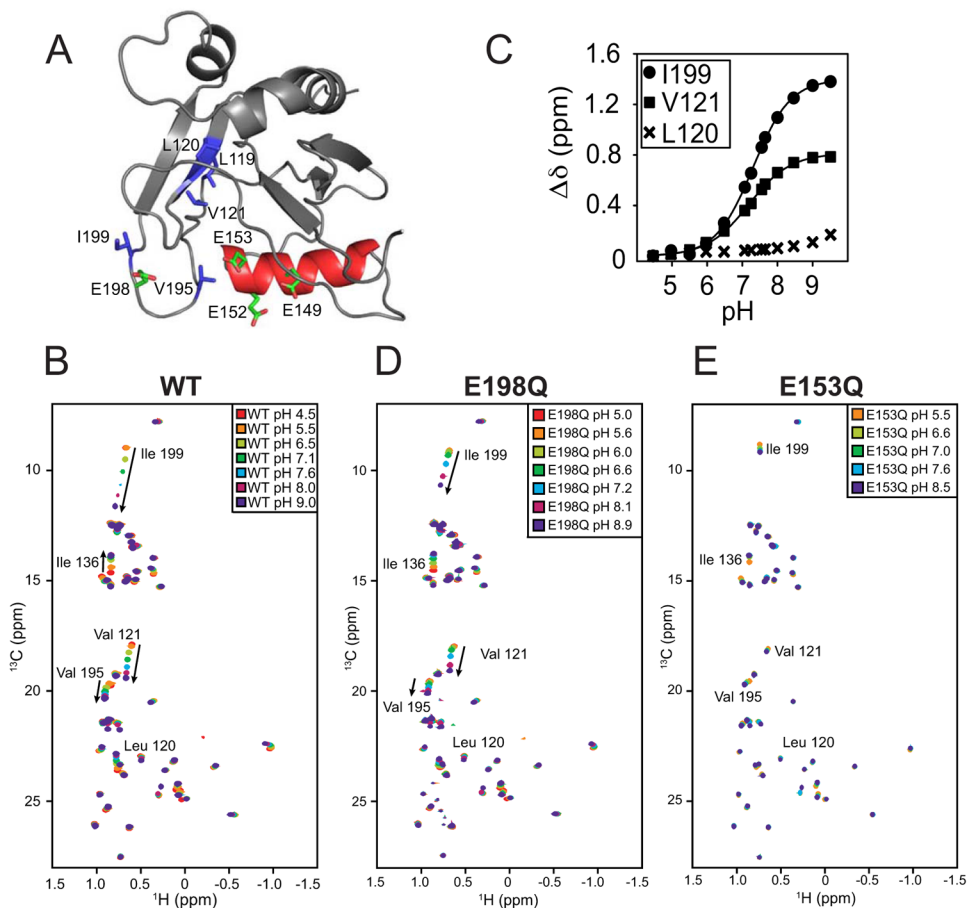 A
L120
L119
V121
I199
E153
E198
V195
E152
E149
C
Δδ (ppm)
1.6
1.2
0.8
0.4
0
I199
V121
L120
4 5 6 7 8 9
pH
B
WT
WT pH 4.5
WT pH 5.5
WT pH 6.5
WT pH 7.1
WT pH 7.6
WT pH 8.0
WT pH 9.0
Ile 199
Ile 136
Val 121
Val 195
Leu 120
10
15
20
25
13C (ppm)
1.5 1.0 0.5 0 -0.5 -1.0 -1.5
1H (ppm)
D
E198Q
E198Q pH 5.0
E198Q pH 5.6
E198Q pH 6.0
E198Q pH 6.6
E198Q pH 7.2
E198Q pH 8.1
E198Q pH 8.9
Ile 199
Ile 136
Val 121
Val 195
Leu 120
10
15
20
25
13C (ppm)
1.5 1.0 0.5 0 -0.5 -1.0 -1.5
1H (ppm)
E
E153Q
E153Q pH 5.5
E153Q pH 6.6
E153Q pH 7.0
E153Q pH 7.6
E153Q pH 8.5
Ile 199
Ile 136
Val 121
Val 195
Leu 120
10
15
20
25
13C (ppm)
1.5 1.0 0.5 0 -0.5 -1.0 -1.5
1H (ppm)